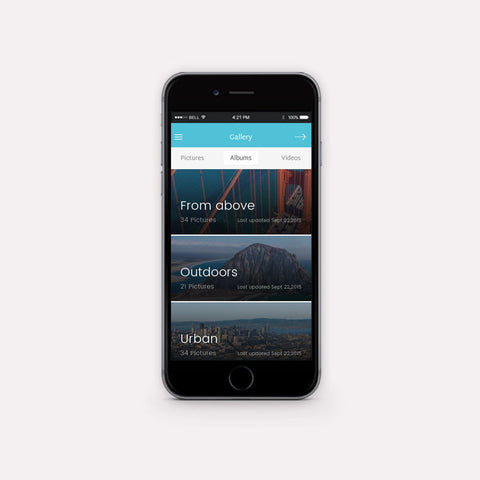 BELL 4:21 PM 100%
Gallery
Pictures Albums Videos
From above
34 Pictures Last updated Sept 22,2015
Outdoors
21 Pictures Last updated Sept 22,2015
Urban
34 Pictures Last updated Sept 22,2015